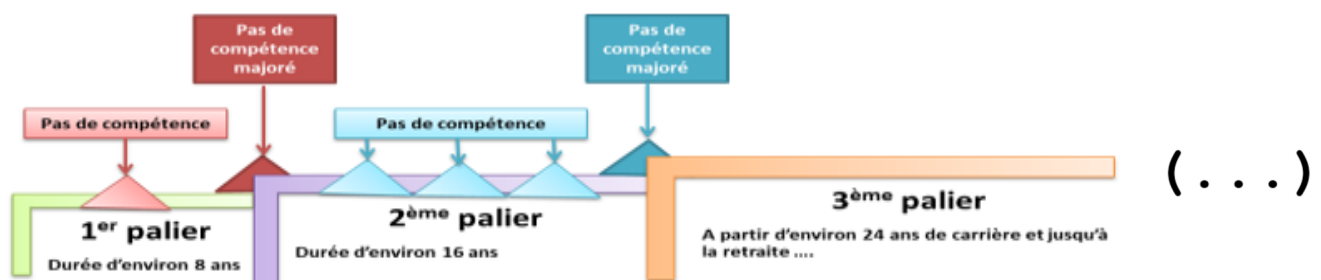 Pas de
compétence
majoré
Pas de
compétence
majoré
Pas de compétence
Pas de compétence
1er palier
Durée d'environ 8 ans
2ème palier
Durée d'environ 16 ans
3ème palier
A partir d'environ 24 ans de carrière et jusqu'à
la retraite ....
(...)